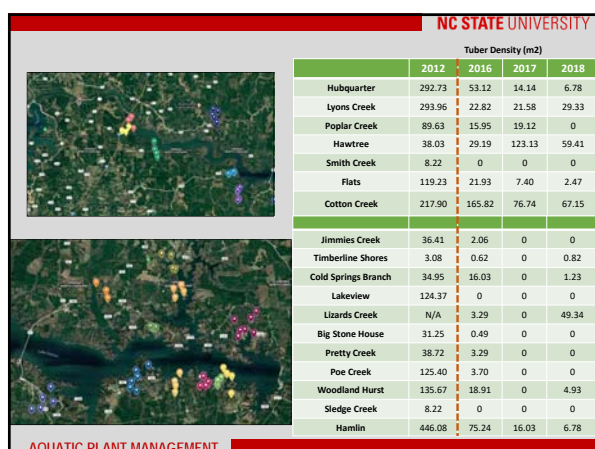 NC STATE UNIVERSITY
Tuber Density (m2)
2012 2016 2017 2018
Hubquarter 292.73 53.12 14.14 6.78
Lyons Creek 293.96 22.82 21.58 29.33
Poplar Creek 89.63 15.95 19.12 0
Hawtree 38.03 29.19 123.13 59.41
Smith Creek 8.22 0 0 0
Flats 119.23 21.93 7.40 2.47
Cotton Creek 217.90 165.82 76.74 67.15
Jimmies Creek 36.41 2.06 0 0
Timberline Shores 3.08 0.62 0 0.82
Cold Springs Branch 34.95 16.03 0 1.23
Lakeview 124.37 0 0 0
Lizards Creek N/A 3.29 0 49.34
Big Stone House 31.25 0.49 0 0
Pretty Creek 38.72 3.29 0 0
Poe Creek 125.40 3.70 0 0
Woodland Hurst 135.67 18.91 0 4.93
Sledge Creek 8.22 0 0 0
Hamlin 446.08 75.24 16.03 6.78
AQUATIC PLANT MANAGEMENT